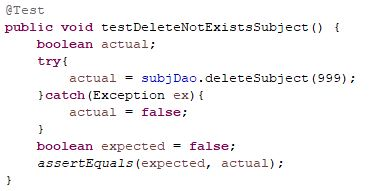 @Test
public void testDeleteNotExistsSubject() {
    boolean actual;
    try{
        actual = subjDao.deleteSubject(999);
    }catch(Exception ex){
        actual = false;
    }
    boolean expected = false;
    assertEquals(expected, actual);
}